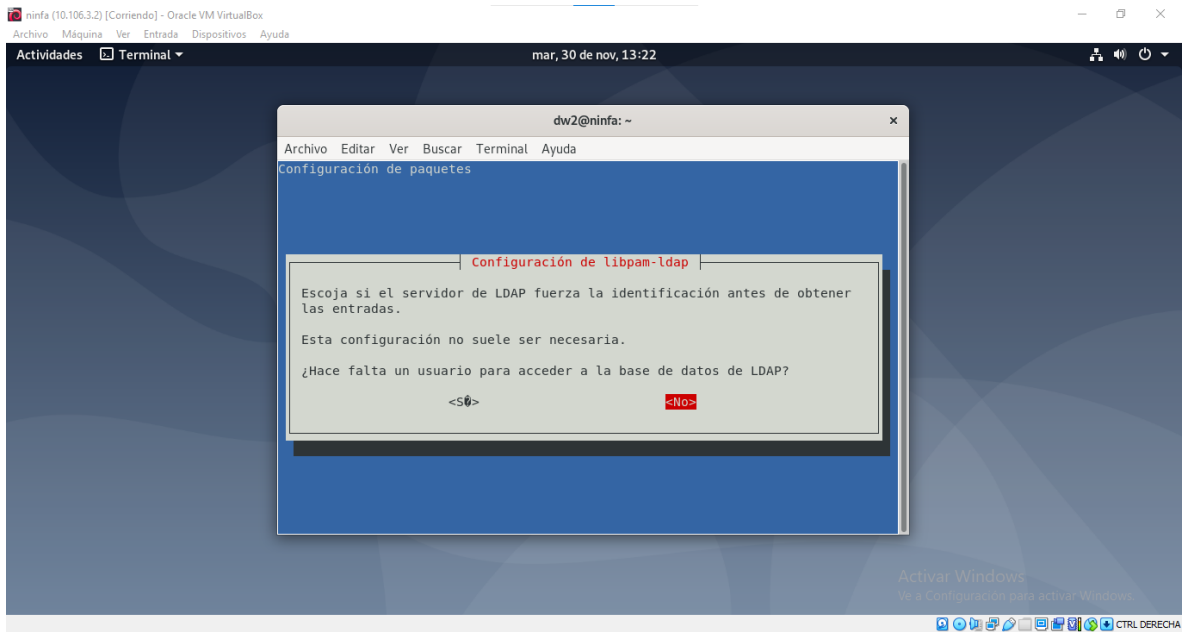 ninfa (10.106.3.2) [Corriendo] - Oracle VM VirtualBox
Archivo Máquina Ver Entrada Dispositivos Ayuda
Actividades Terminal mar, 30 de nov, 13:22
dw2@ninfa: ~
Archivo Editar Ver Buscar Terminal Ayuda
Configuración de paquetes
Configuración de libpam-ldap
Escoja si el servidor de LDAP fuerza la identificación antes de obtener
las entradas.
Esta configuración no suele ser necesaria.
¿Hace falta un usuario para acceder a la base de datos de LDAP?
<S�> <No>
Activar Windows
Ve a Configuración para activar Windows.
CTRL DERECHA